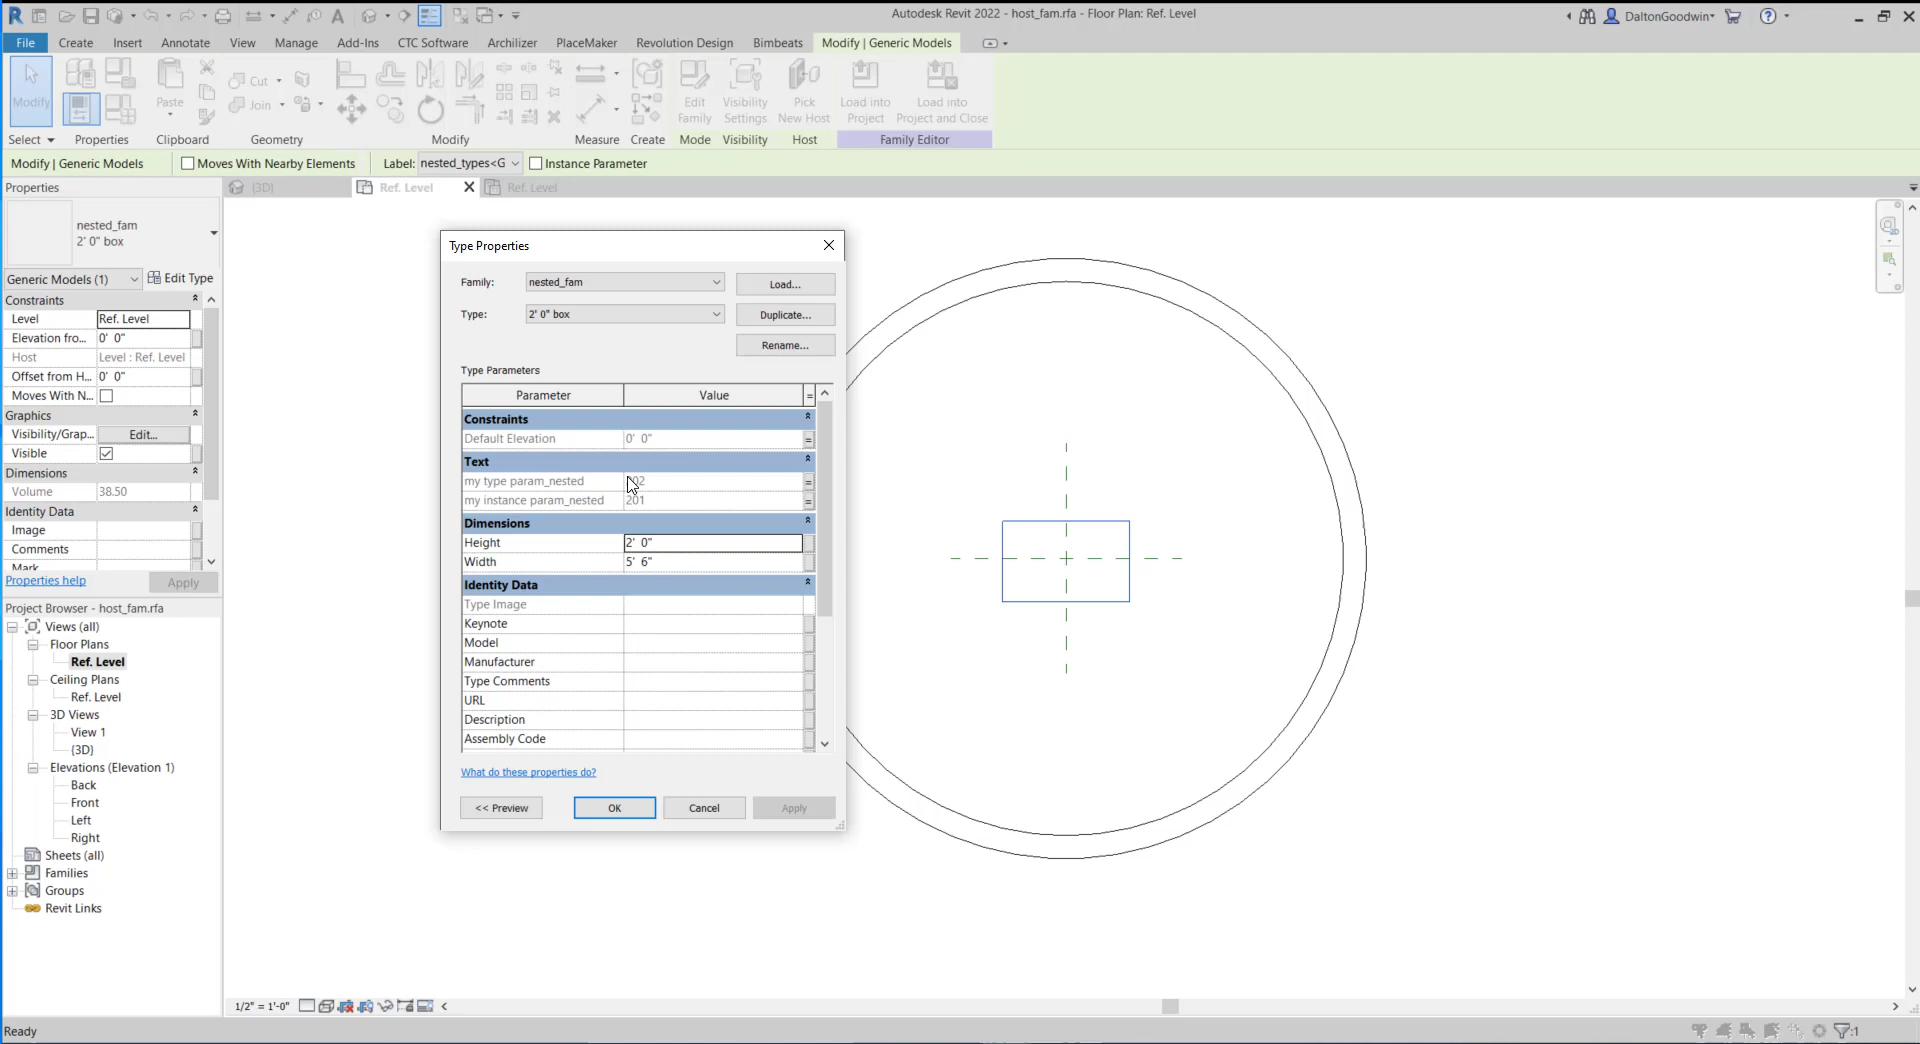 Autodesk Revit 2022 - host_fam.rfa - Floor Plan: Ref. Level
DaltonGoodwin
File Create Insert Annotate View Manage Add-Ins CTC Software Archilizer PlaceMaker Revolution Design Bimbeats Modify | Generic Models
Modify Paste Cut Join Edit Family Visibility Settings Pick New Host Load into Project Load into Project and Close
Select Properties Clipboard Geometry Modify Measure Create Mode Visibility Host Family Editor
Modify | Generic Models Moves With Nearby Elements Label: nested_types<G Instance Parameter
Properties
{3D} Ref. Level Ref. Level
nested_fam
2' 0" box
Generic Models (1) Edit Type
Constraints
Level Ref. Level
Elevation fro... 0' 0"
Host Level : Ref. Level
Offset from H... 0' 0"
Moves With N...
Graphics
Visibility/Grap... Edit...
Visible
Dimensions
Volume 38.50
Identity Data
Image
Comments
Mark
Properties help Apply
Project Browser - host_fam.rfa
Views (all)
Floor Plans
Ref. Level
Ceiling Plans
Ref. Level
3D Views
View 1
{3D}
Elevations (Elevation 1)
Back
Front
Left
Right
Sheets (all)
Families
Groups
Revit Links
Type Properties
Family: nested_fam Load...
Type: 2' 0" box Duplicate...
Rename...
Type Parameters
Parameter Value =
Constraints
Default Elevation 0' 0" =
Text
my type param_nested =
my instance param_nested 201 =
Dimensions
Height 2' 0"
Width 5' 6"
Identity Data
Type Image
Keynote
Model
Manufacturer
Type Comments
URL
Description
Assembly Code
What do these properties do?
<< Preview OK Cancel Apply
1/2" = 1'-0"
Ready
:1